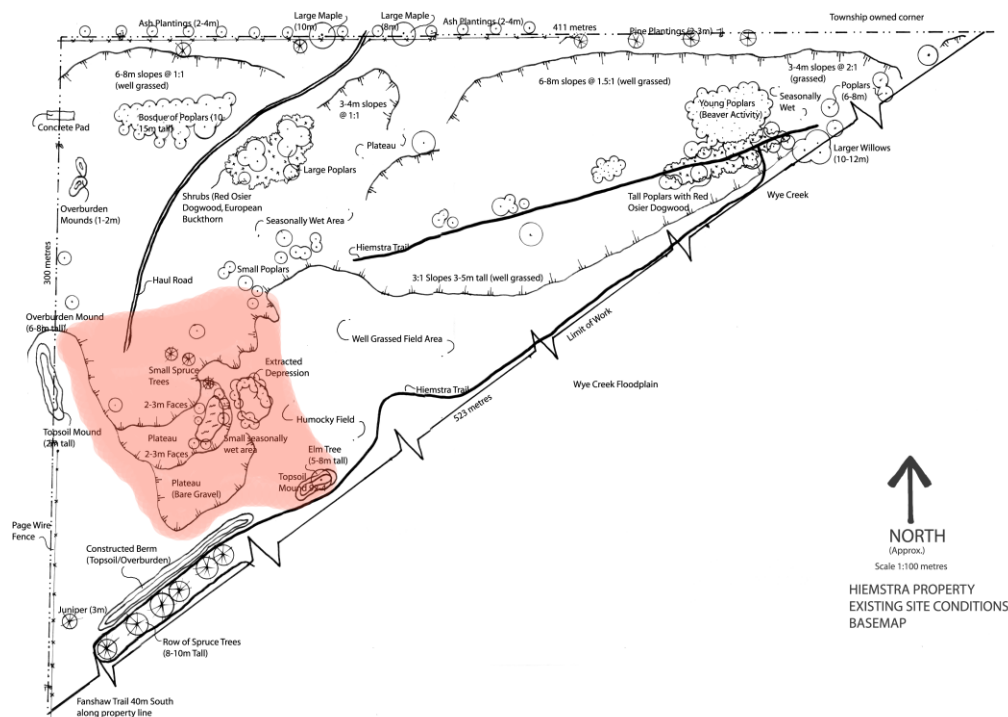 Township owned corner
Ash Plantings (2-4m)
Large Maple
(10m)
Large Maple
(8m)
Ash Plantings (2-4m)
411 metres
Pine Plantings (2-3m)
6-8m slopes @ 1:1
(well grassed)
3-4m slopes
@ 1:1
6-8m slopes @ 1.5:1 (well grassed)
3-4m slopes @ 2:1
(grassed)
Seasonally
Wet
Poplars
(6-8m)
Concrete Pad
Bosque of Poplars (10
15m tall)
Plateau
Young Poplars
(Beaver Activity)
Larger Willows
(10-12m)
Large Poplars
Shrubs (Red Osier
Dogwood, European
Buckthorn
Tall Poplars with Red
Osier Dogwood
Wye Creek
Overburden
Mounds (1-2m)
Seasonally Wet Area
Hiemstra Trail
300 metres
Small Poplars
Haul Road
3:1 Slopes 3-5m tall (well grassed)
Overburden Mound
(6-8m tall)
Well Grassed Field Area
Limit of Work
Small Spruce
Trees
Extracted
Depression
Hiemstra Trail
Wye Creek Floodplain
2-3m Faces
Humocky Field
523 metres
Topsoil Mound
(2m tall)
Plateau
Small seasonally
wet area
2-3m Faces
Elm Tree
(5-8m tall)
Plateau
(Bare Gravel)
Topsoil
Mound
Page Wire
Fence
Constructed Berm
(Topsoil/Overburden)
NORTH
(Approx.)
Scale 1:100 metres
HIEMSTRA PROPERTY
EXISTING SITE CONDITIONS
BASEMAP
Juniper (3m)
Row of Spruce Trees
(8-10m Tall)
Fanshaw Trail 40m South
along property line